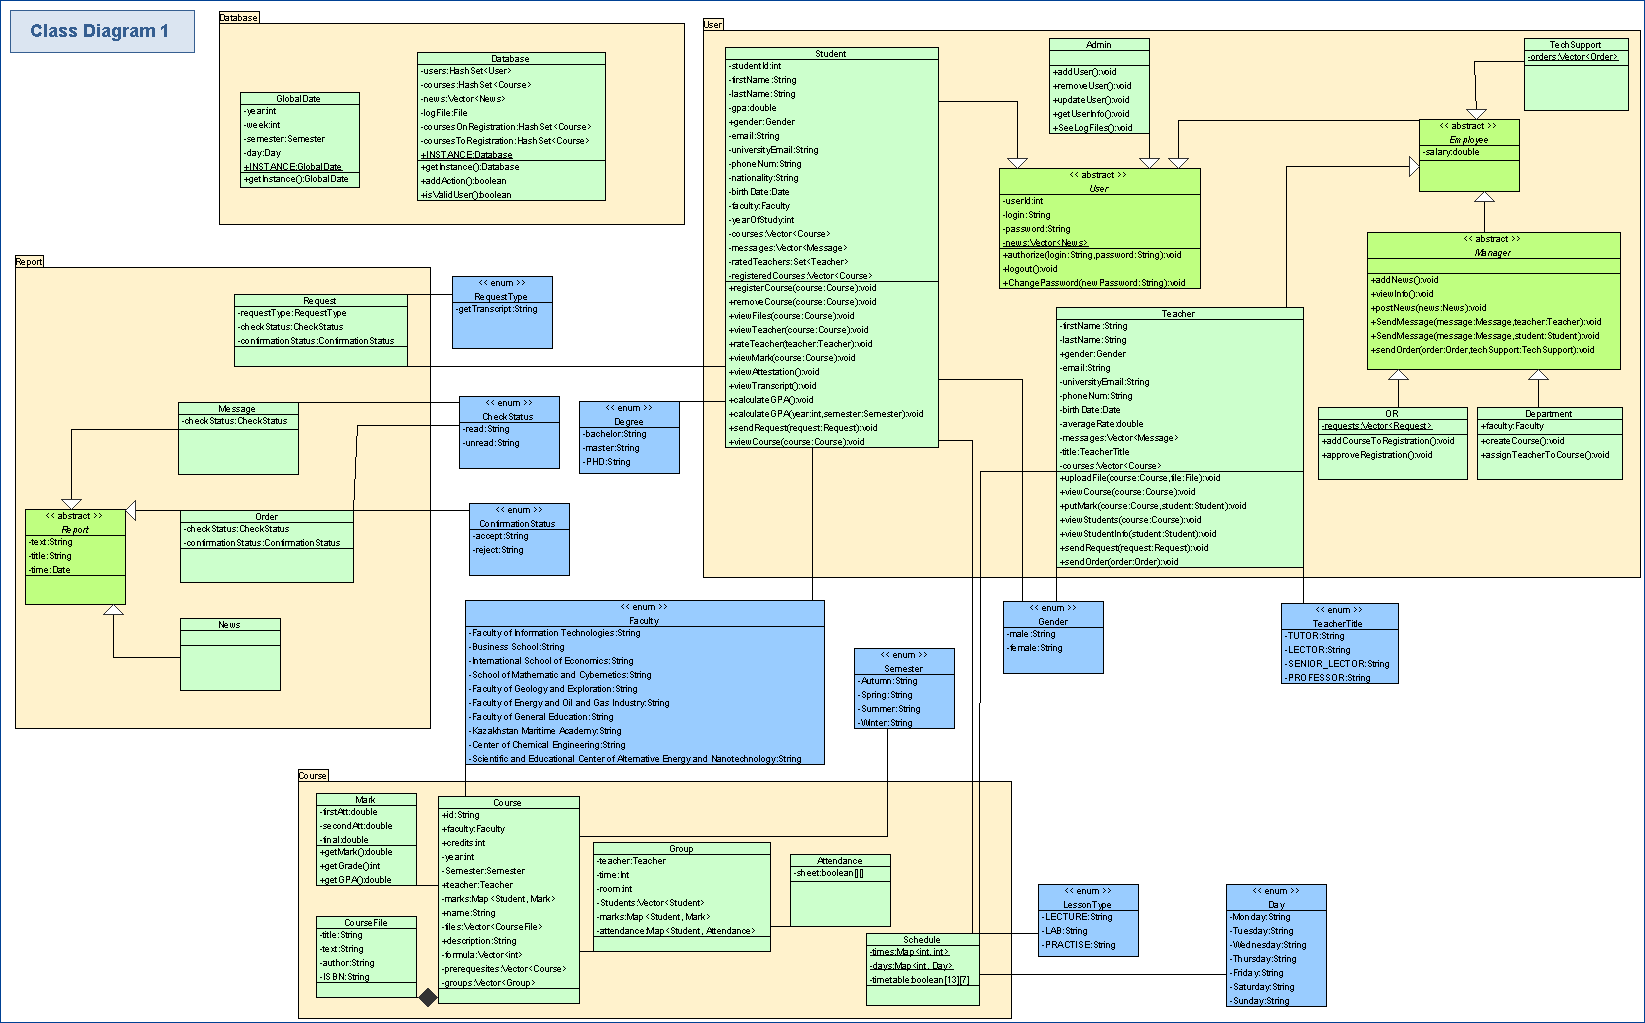 Class Diagram 1
Database
GlobalDate
-year:int
-week:int
-semester:Semester
-day:Day
+INSTANCE:GlobalDate
+getInstance():GlobalDate
Database
-users:HashSet<User>
-courses:HashSet<Course>
-news:Vector<News>
-logFile:File
-coursesOnRegistration:HashSet<Course>
-coursesToRegistration:HashSet<Course>
+INSTANCE:Database
+getInstance():Database
+addAction():boolean
+isValidUser():boolean
User
Student
-studentId:int
-firstName:String
-lastName:String
-gpa:double
+gender:Gender
-email:String
-universityEmail:String
-phoneNum:String
-nationality:String
-birthDate:Date
-faculty:Faculty
-yearOfStudy:int
-courses:Vector<Course>
-messages:Vector<Message>
-ratedTeachers:Set<Teacher>
-registeredCourses:Vector<Course>
+registerCourse(course:Course):void
+removeCourse(course:Course):void
+viewFiles(course:Course):void
+viewTeacher(course:Course):void
+rateTeacher(teacher:Teacher):void
+viewMark(course:Course):void
+viewAttestation():void
+viewTranscript():void
+calculateGPA():void
+calculateGPA(year:int,semester:Semester):void
+sendRequest(request:Request):void
+viewCourse(course:Course):void
Admin
+addUser():void
+removeUser():void
+updateUser():void
+getUserInfo():void
+SeeLogFiles():void
TechSupport
-orders:Vector<Order>
<< abstract >>
Employee
-salary:double
<< abstract >>
User
-userId:int
-login:String
-password:String
-news:Vector<News>
+authorize(login:String,password:String):void
+logout():void
+ChangePassword(newPassword:String):void
<< abstract >>
Manager
+addNews():void
+viewInfo():void
+postNews(news:News):void
+SendMessage(message:Message,teacher:Teacher):void
+SendMessage(message:Message,student:Student):void
+sendOrder(order:Order,techSupport:TechSupport):void
Teacher
-firstName:String
-lastName:String
+gender:Gender
-email:String
-universityEmail:String
-phoneNum:String
-birthDate:Date
-averageRate:double
-messages:Vector<Message>
-title:TeacherTitle
-courses:Vector<Course>
+uploadFile(course:Course,file:File):void
+viewCourse(course:Course):void
+putMark(course:Course,student:Student):void
+viewStudents(course:Course):void
+viewStudentInfo(student:Student):void
+sendRequest(request:Request):void
+sendOrder(order:Order):void
OR
-requests:Vector<Request>
+addCourseToRegistration():void
+approveRegistration():void
Department
+faculty:Faculty
+createCourse():void
+assignTeacherToCourse():void
Report
Request
-requestType:RequestType
-checkStatus:CheckStatus
-confirmationStatus:ConfirmationStatus
<< enum >>
RequestType
-getTranscript:String
Message
-checkStatus:CheckStatus
<< enum >>
CheckStatus
-read:String
-unread:String
<< enum >>
Degree
-bachelor:String
-master:String
-PHD:String
<< abstract >>
Report
-text:String
-title:String
-time:Date
Order
-checkStatus:CheckStatus
-confirmationStatus:ConfirmationStatus
<< enum >>
ConfirmationStatus
-accept:String
-reject:String
News
<< enum >>
Faculty
-Faculty of Information Technologies:String
-Business School:String
-International School of Economics:String
-School of Mathematic and Cybernetics:String
-Faculty of Geology and Exploration:String
-Faculty of Energy and Oil and Gas Industry:String
-Faculty of General Education:String
-Kazakhstan Maritime Academy:String
-Center of Chemical Engineering:String
-Scientific and Educational Center of Alternative Energy and Nanotechnology:String
<< enum >>
Semester
-Autumn:String
-Spring:String
-Summer:String
-Winter:String
<< enum >>
Gender
-male:String
-female:String
<< enum >>
TeacherTitle
-TUTOR:String
-LECTOR:String
-SENIOR_LECTOR:String
-PROFESSOR:String
Course
Mark
-firstAtt:double
-secondAtt:double
-final:double
+getMark():double
+getGrade():int
+getGPA():double
CourseFile
-title:String
-text:String
-author:String
-ISBN:String
Course
+id:String
+faculty:Faculty
+credits:int
-year:int
-Semester:Semester
+teacher:Teacher
-marks:Map <Student, Mark>
+name:String
-files:Vector<CourseFile>
+description:String
-formula:Vector<int>
-prerequesites:Vector<Course>
-groups:Vector<Group>
Group
-teacher:Teacher
-time:Int
-room:int
-Students:Vector<Student>
-marks:Map <Student, Mark>
-attendance:Map<Student, Attendance>
Attendance
-sheet:boolean[][]
Schedule
-times:Map<int, int>
-days:Map<int, Day>
-timetable:boolean[13][7]
<< enum >>
LessonType
-LECTURE:String
-LAB:String
-PRACTISE:String
<< enum >>
Day
-Monday:String
-Tuesday:String
-Wednesday:String
-Thursday:String
-Friday:String
-Saturday:String
-Sunday:String